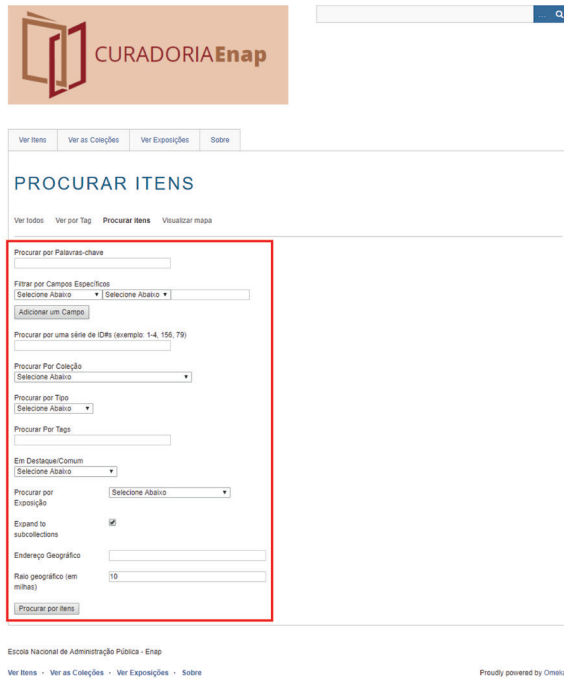 CURADORIAEnap
...
Ver Itens Ver as Coleções Ver Exposições Sobre
PROCURAR ITENS
Ver todos Ver por Tag Procurar itens Visualizar mapa
Procurar por Palavras-chave
Filtrar por Campos Específicos
Selecione Abaixo Selecione Abaixo
Adicionar um Campo
Procurar por uma série de ID#s (exemplo: 1-4, 156, 79)
Procurar Por Coleção
Selecione Abaixo
Procurar por Tipo
Selecione Abaixo
Procurar Por Tags
Em Destaque/Comum
Selecione Abaixo
Procurar por Selecione Abaixo
Exposição
Expand to
subcollections
Endereço Geográfico
Raio geográfico (em 10
milhas)
Procurar por itens
Escola Nacional de Administração Pública - Enap
Ver Itens · Ver as Coleções · Ver Exposições · Sobre Proudly powered by Omeka